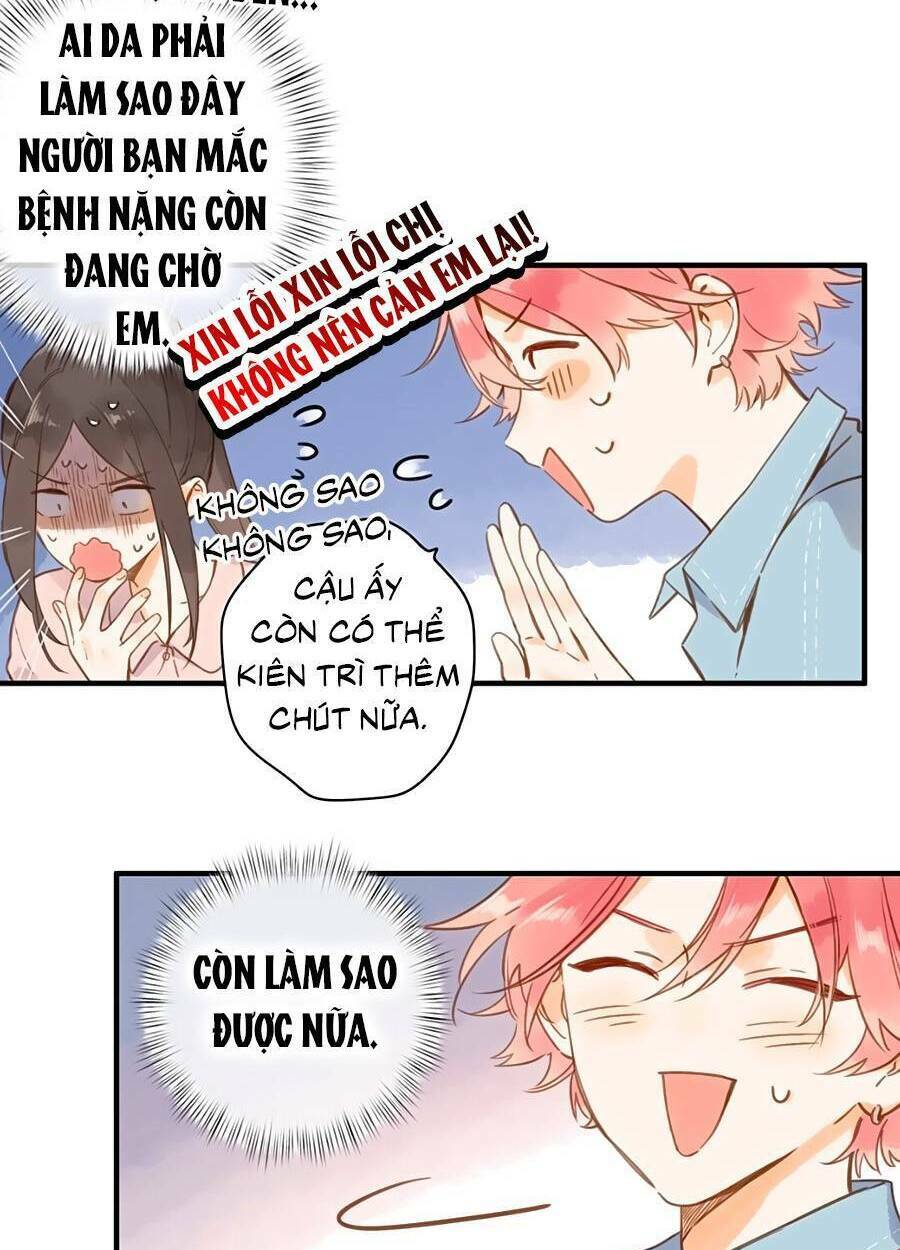 AI DA PHẢI
LÀM SAO ĐÂY
NGƯỜI BẠN MẮC
BỆNH NẶNG CÒN
ĐANG CHỜ
EM.
XIN LỖI XIN LỖI CHỊ
KHÔNG NÊN CẢN EM LẠI!
KHÔNG SAO
KHÔNG SAO,
CẬU ẤY
CÒN CÓ THỂ
KIÊN TRÌ THÊM
CHÚT NỮA.
CÒN LÀM SAO
ĐƯỢC NỮA.